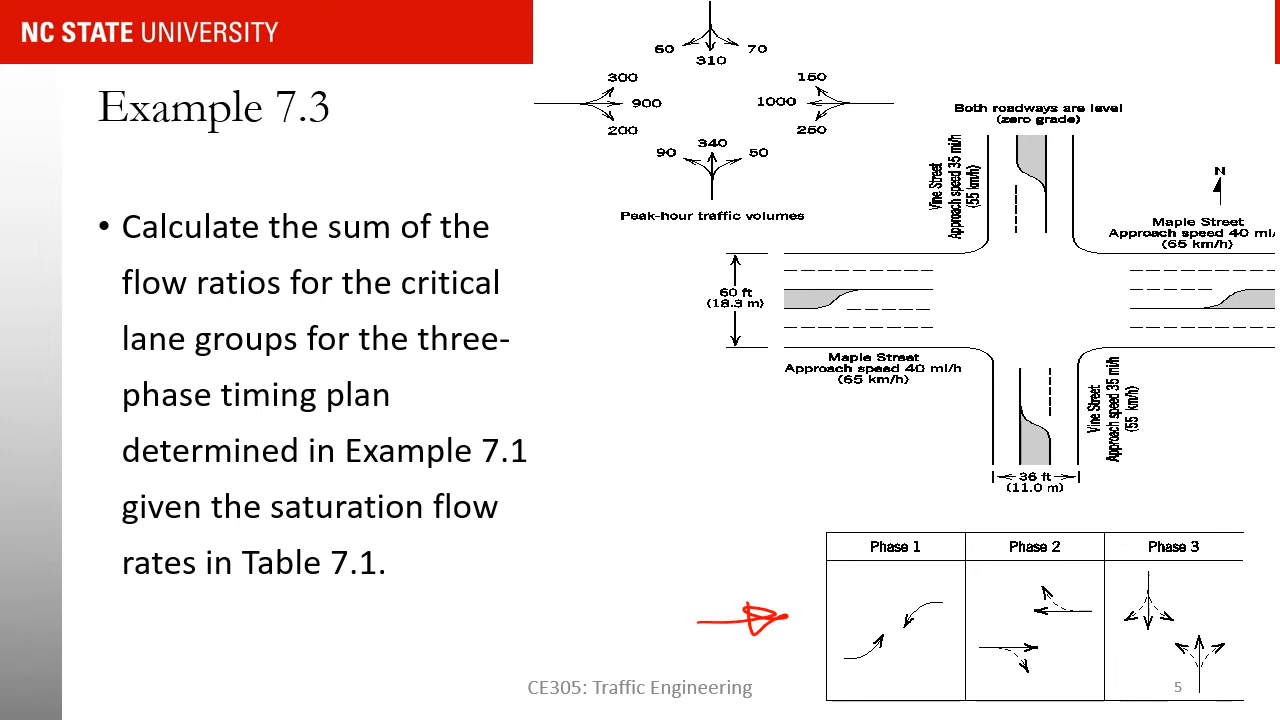 NC STATE UNIVERSITY
Example 7.3
• Calculate the sum of the
flow ratios for the critical
lane groups for the three-
phase timing plan
determined in Example 7.1
given the saturation flow
rates in Table 7.1.
60
70
310
300
150
900
1000
200
250
340
90
50
Peak-hour traffic volumes
Both roadways are level
(zero grade)
Vine Street
Approach speed 35 mi/h
(55 km/h)
N
Maple Street
Approach speed 40 mi/
(65 km/h)
60 ft
(18.3 m)
Maple Street
Approach speed 40 mi/h
(65 km/h)
Vine Street
Approach speed 35 mi/h
(55 km/h)
36 ft
(11.0 m)
Phase 1
Phase 2
Phase 3
CE305: Traffic Engineering
5